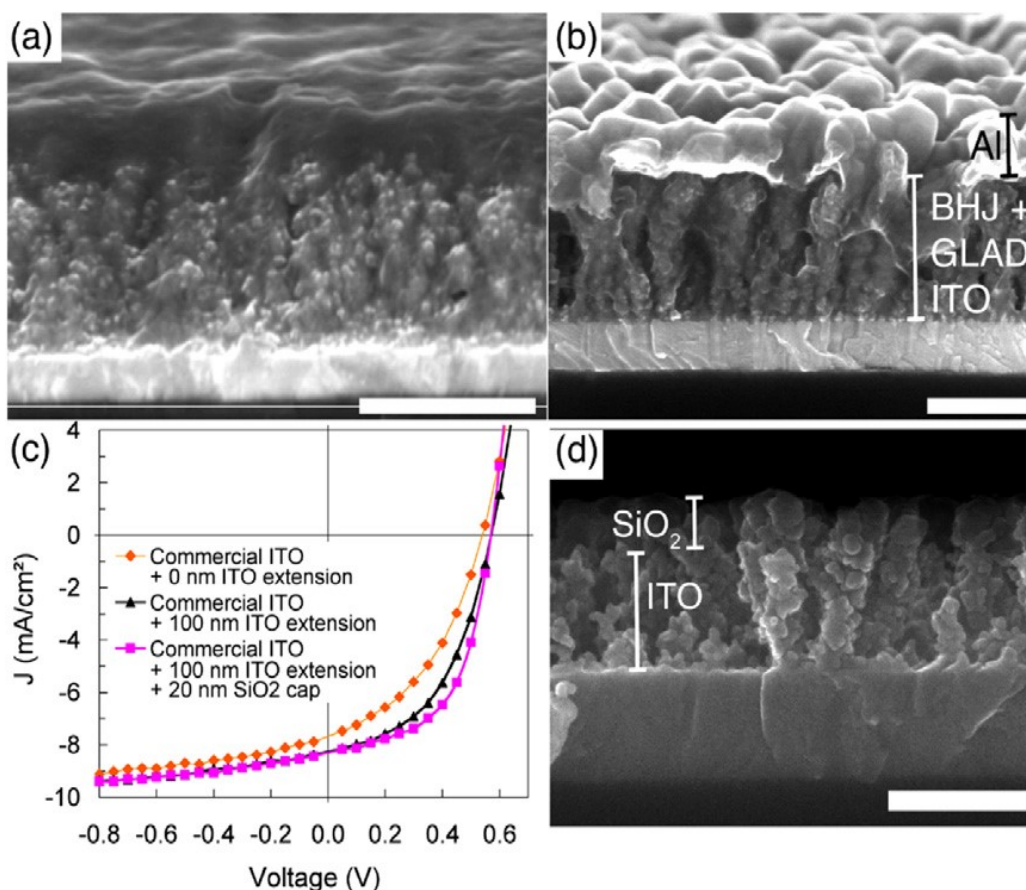 (a)
(b)
Al
BHJ +
GLAD
ITO
(c)
4
2
0
-2
-4
-6
-8
-10
J (mA/cm²)
Commercial ITO
+ 0 nm ITO extension
Commercial ITO
+ 100 nm ITO extension
Commercial ITO
+ 100 nm ITO extension
+ 20 nm SiO2 cap
-0.8 -0.6 -0.4 -0.2 0.0 0.2 0.4 0.6
Voltage (V)
(d)
SiO₂
ITO